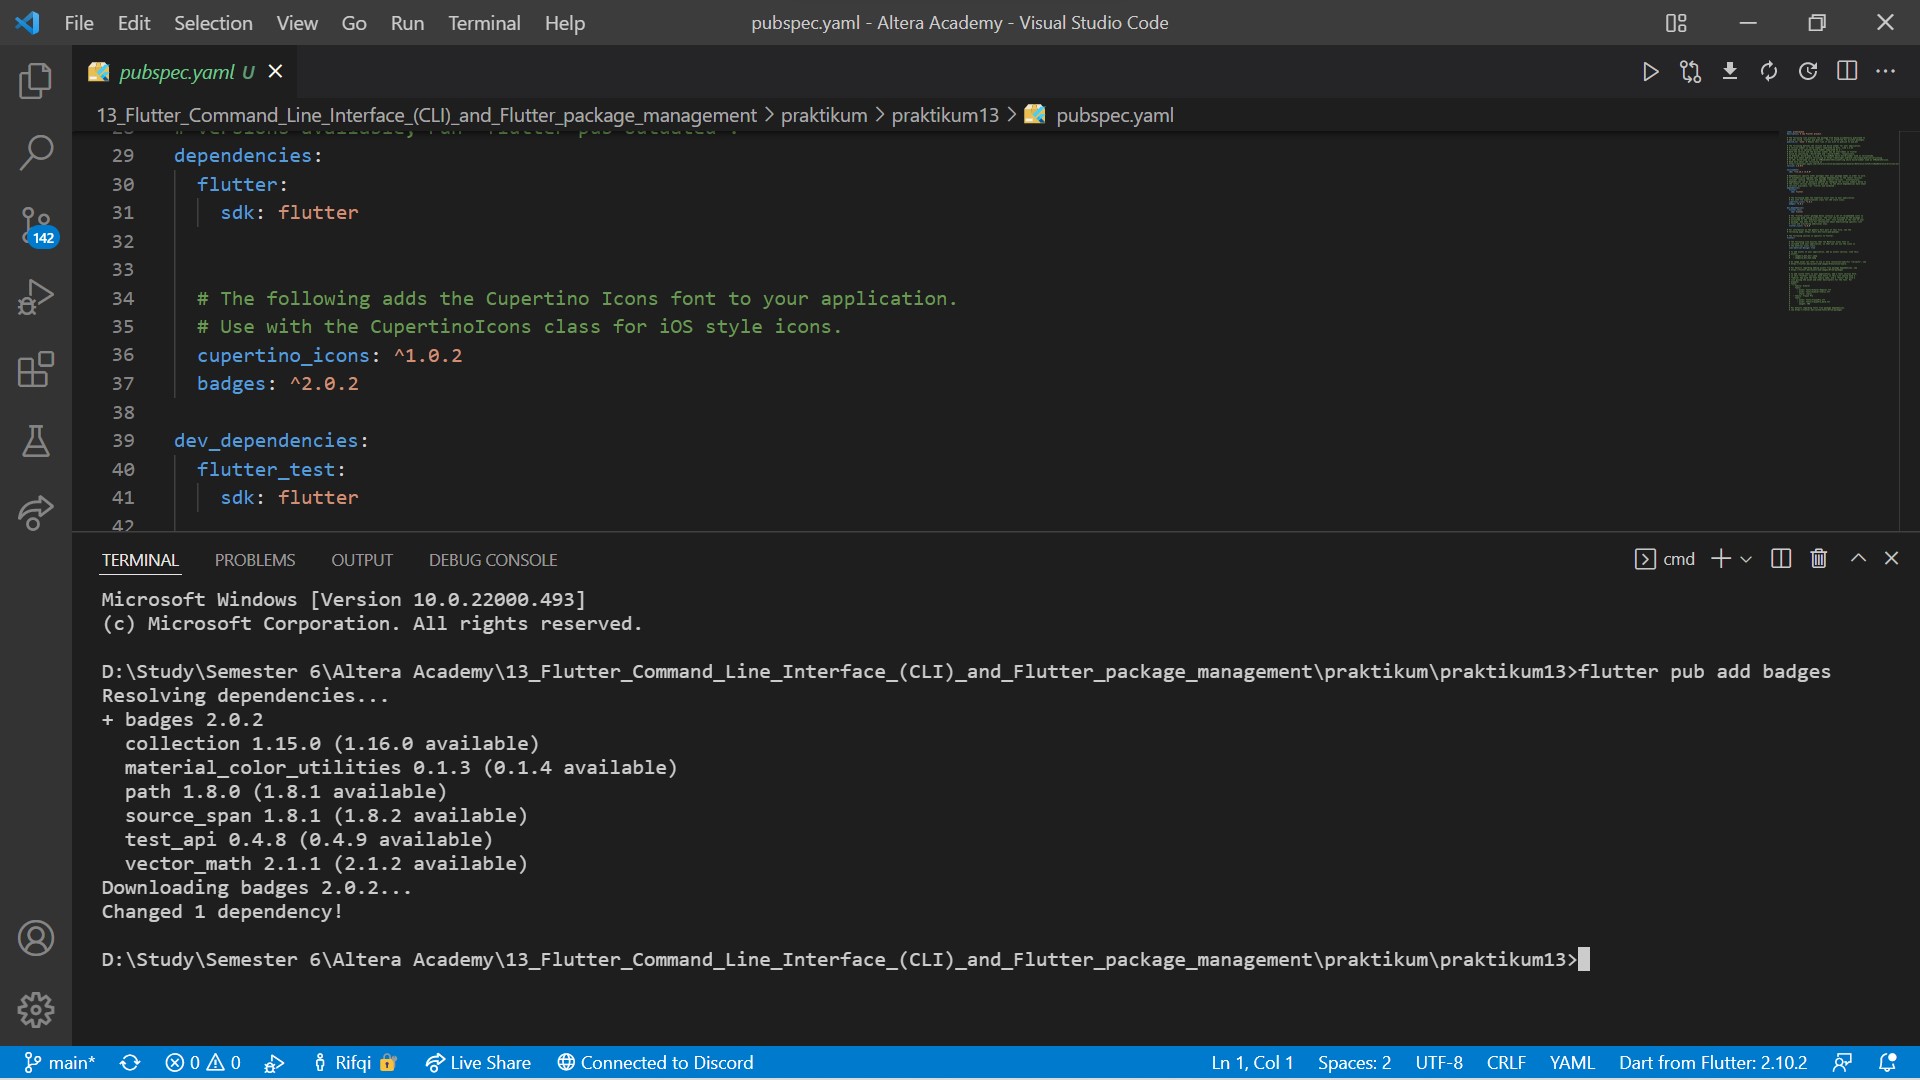 File Edit Selection View Go Run Terminal Help
pubspec.yaml - Altera Academy - Visual Studio Code
pubspec.yaml U
13_Flutter_Command_Line_Interface_(CLI)_and_Flutter_package_management > praktikum > praktikum13 > pubspec.yaml
28 # versions available, run `flutter pub outdated`.
29 dependencies:
30 flutter:
31 sdk: flutter
32
33
34 # The following adds the Cupertino Icons font to your application.
35 # Use with the CupertinoIcons class for iOS style icons.
36 cupertino_icons: ^1.0.2
37 badges: ^2.0.2
38
39 dev_dependencies:
40 flutter_test:
41 sdk: flutter
42
142
TERMINAL PROBLEMS OUTPUT DEBUG CONSOLE
cmd
Microsoft Windows [Version 10.0.22000.493]
(c) Microsoft Corporation. All rights reserved.
D:\Study\Semester 6\Altera Academy\13_Flutter_Command_Line_Interface_(CLI)_and_Flutter_package_management\praktikum\praktikum13>flutter pub add badges
Resolving dependencies...
+ badges 2.0.2
collection 1.15.0 (1.16.0 available)
material_color_utilities 0.1.3 (0.1.4 available)
path 1.8.0 (1.8.1 available)
source_span 1.8.1 (1.8.2 available)
test_api 0.4.8 (0.4.9 available)
vector_math 2.1.1 (2.1.2 available)
Downloading badges 2.0.2...
Changed 1 dependency!
D:\Study\Semester 6\Altera Academy\13_Flutter_Command_Line_Interface_(CLI)_and_Flutter_package_management\praktikum\praktikum13>
main* 0 0 Rifqi Live Share Connected to Discord
Ln 1, Col 1 Spaces: 2 UTF-8 CRLF YAML Dart from Flutter: 2.10.2